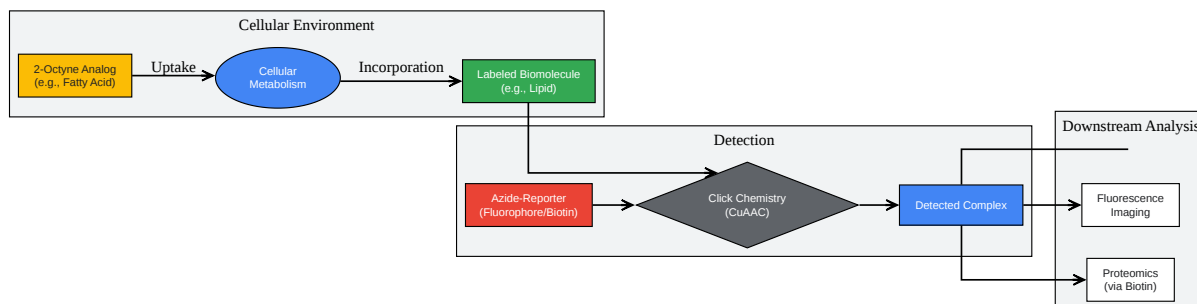 Cellular Environment
2-Octyne Analog
(e.g., Fatty Acid)
Uptake
Cellular
Metabolism
Incorporation
Labeled Biomolecule
(e.g., Lipid)
Detection
Azide-Reporter
(Fluorophore/Biotin)
Click Chemistry
(CuAAC)
Detected Complex
Downstream Analysis
Fluorescence
Imaging
Proteomics
(via Biotin)